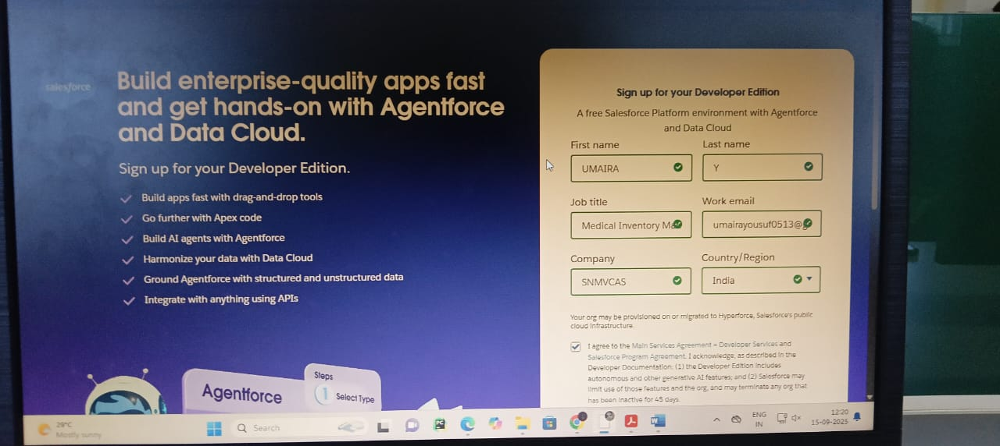 salesforce
Build enterprise-quality apps fast
and get hands-on with Agentforce
and Data Cloud.
Sign up for your Developer Edition.
Build apps fast with drag-and-drop tools
Go further with Apex code
Build AI agents with Agentforce
Harmonize your data with Data Cloud
Ground Agentforce with structured and unstructured data
Integrate with anything using APIs
Agentforce
Steps
1 Select Type
Sign up for your Developer Edition
A free Salesforce Platform environment with Agentforce
and Data Cloud
First name Last name
UMAIRA Y
Job title Work email
Medical Inventory Ma umairayousuf0513@g
Company Country/Region
SNMVCAS India
Your org may be provisioned on or migrated to Hyperforce, Salesforce's public
cloud infrastructure.
I agree to the Main Services Agreement – Developer Services and
Salesforce Program Agreement. I acknowledge, as described in the
Developer Documentation: (1) the Developer Edition includes
autonomous and other generative AI features; and (2) Salesforce may
limit use of those features and the org, and may terminate any org that
has been inactive for 45 days.
29°C
Mostly sunny
Search
PC
W
ENG
IN
12:20
15-09-2025